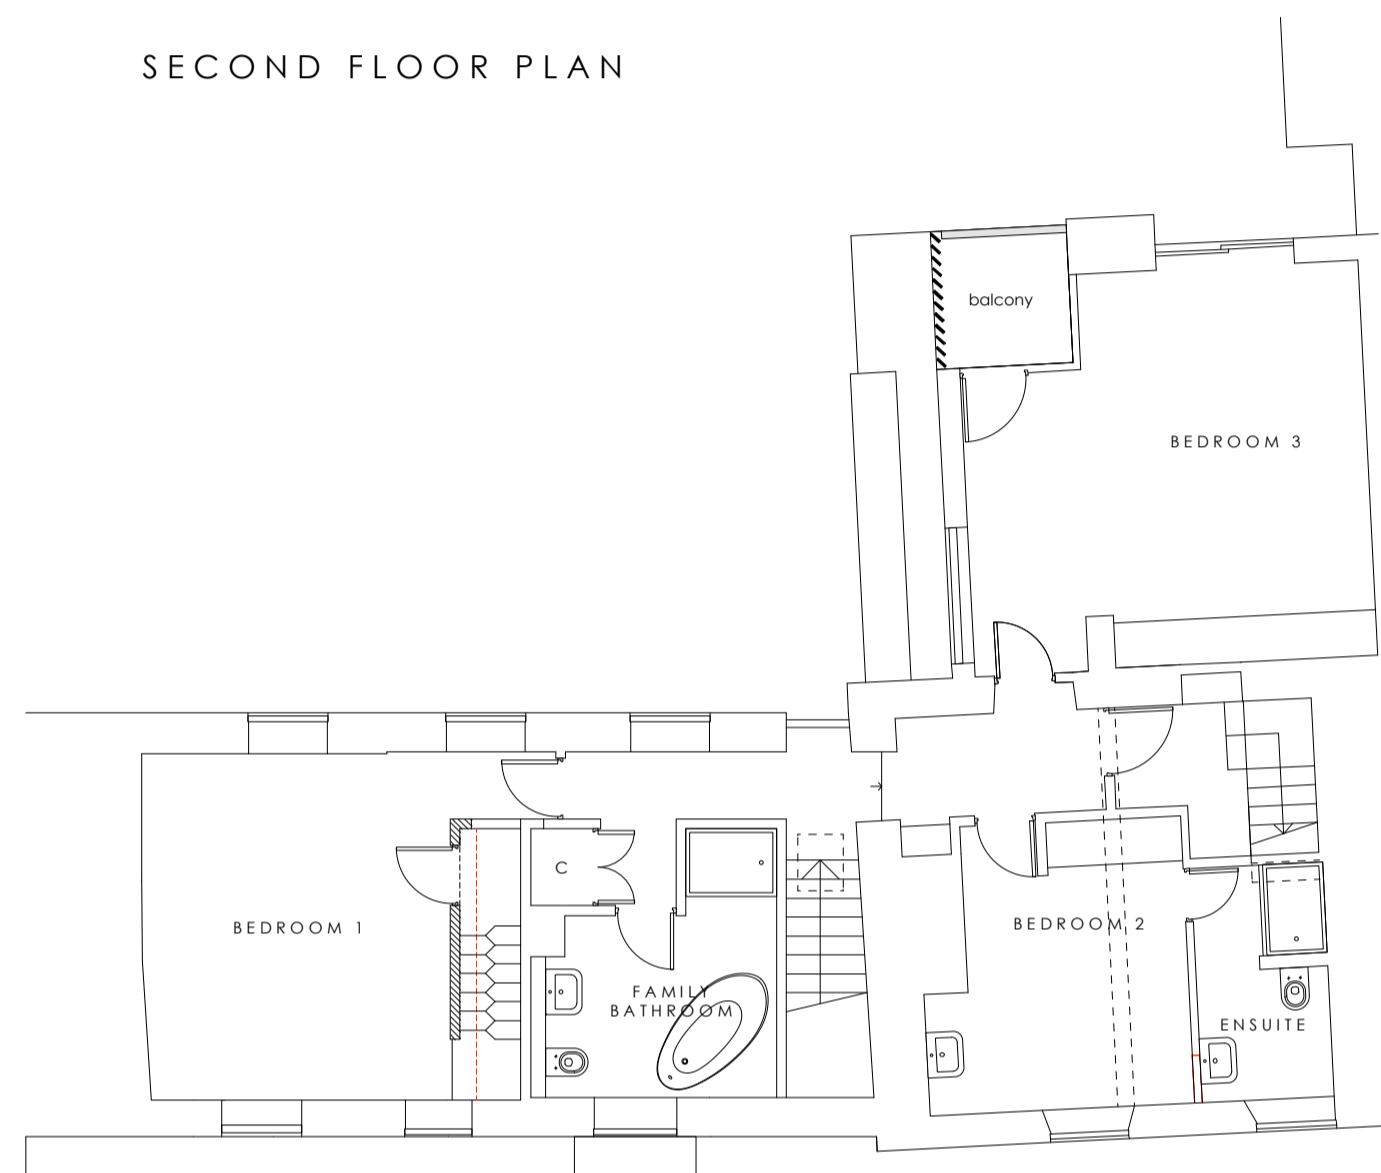 SECOND FLOOR PLAN
balcony
BEDROOM 3
C
BEDROOM 1
BEDROOM 2
FAMILY
BATHROOM
ENSUITE